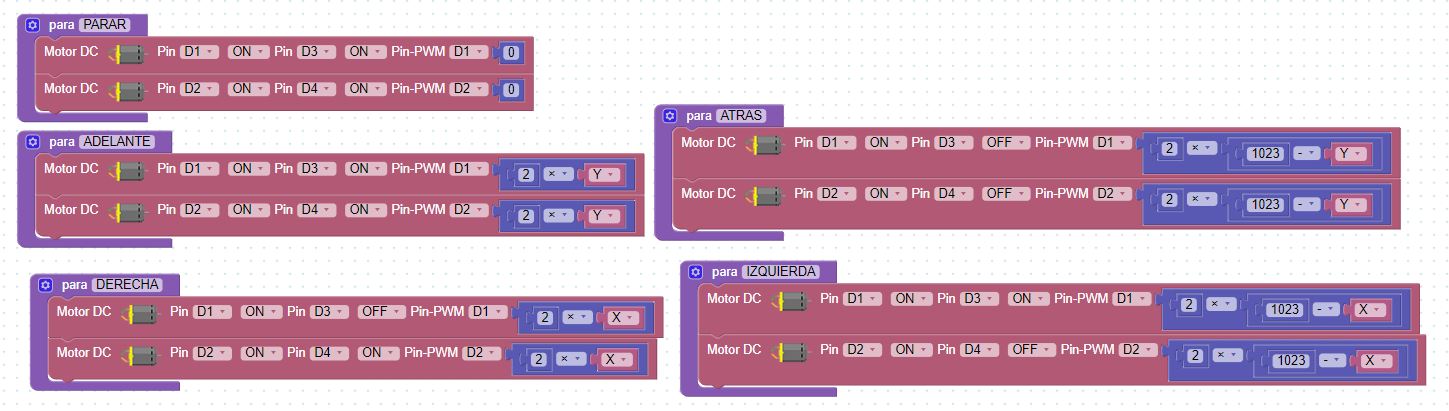 para PARAR
Motor DC Pin D1 ON Pin D3 ON Pin-PWM D1 0
Motor DC Pin D2 ON Pin D4 ON Pin-PWM D2 0
para ADELANTE
Motor DC Pin D1 ON Pin D3 ON Pin-PWM D1 2 × Y
Motor DC Pin D2 ON Pin D4 ON Pin-PWM D2 2 × Y
para ATRAS
Motor DC Pin D1 ON Pin D3 OFF Pin-PWM D1 2 × 1023 - Y
Motor DC Pin D2 ON Pin D4 OFF Pin-PWM D2 2 × 1023 - Y
para DERECHA
Motor DC Pin D1 ON Pin D3 OFF Pin-PWM D1 2 × X
Motor DC Pin D2 ON Pin D4 ON Pin-PWM D2 2 × X
para IZQUIERDA
Motor DC Pin D1 ON Pin D3 ON Pin-PWM D1 2 × 1023 - X
Motor DC Pin D2 ON Pin D4 OFF Pin-PWM D2 2 × 1023 - X